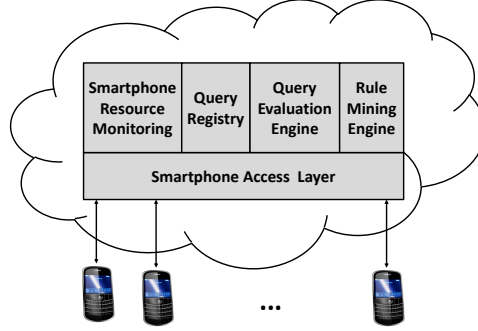 Smartphone
Resource
Monitoring
Query
Registry
Query
Evaluation
Engine
Rule
Mining
Engine
Smartphone Access Layer
...